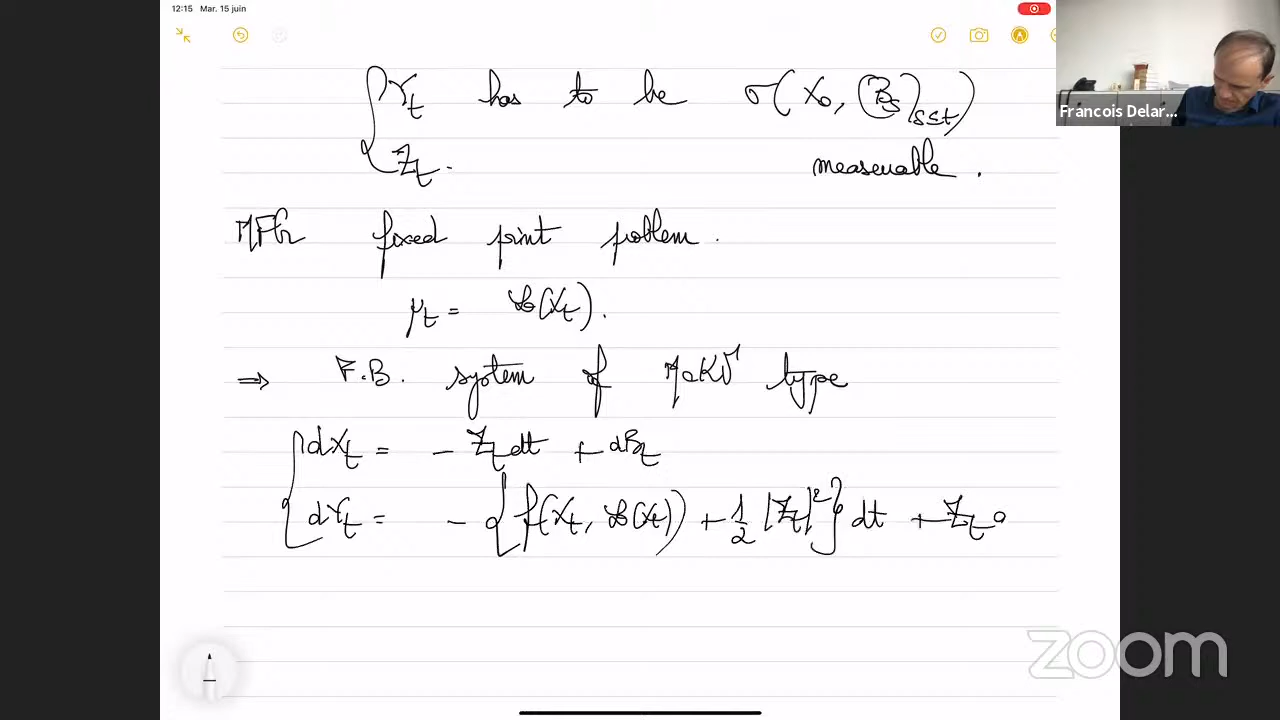 12:15 Mar. 15 juin
Francois Delar...
{ Y_t has to be σ(X_0, (B_s)_{s≤t})
Z_t. measurable.
MFG fixed point problem.
μ_t = ℒ(X_t).
⇒ F.B. system of McKV type
{ dX_t = - Z_t dt + dB_t
dY_t = - { f(X_t, ℒ(X_t)) + 1/2 |Z_t|^2 } dt + Z_t
zoom